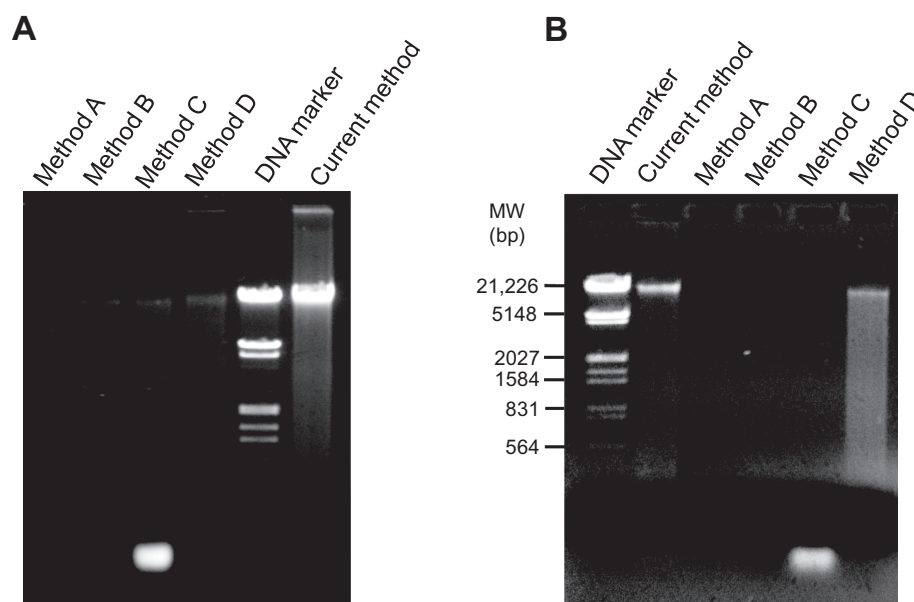 A
Method A
Method B
Method C
Method D
DNA marker
Current method
B
DNA marker
Current method
Method A
Method B
Method C
Method D
MW
(bp)
21,226
5148
2027
1584
831
564